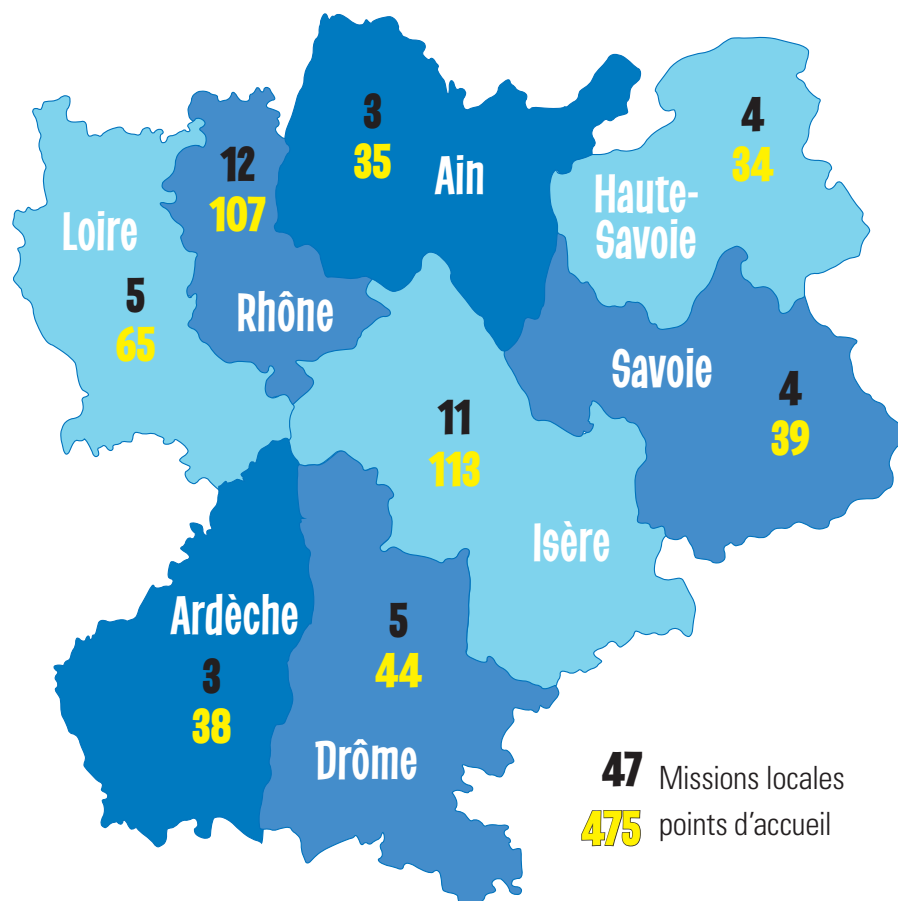 3
35
Ain
4
34
Haute-
Savoie
12
107
Rhône
Loire
5
65
Savoie
4
39
11
113
Isère
Ardèche
3
38
5
44
Drôme
47 Missions locales
475 points d'accueil